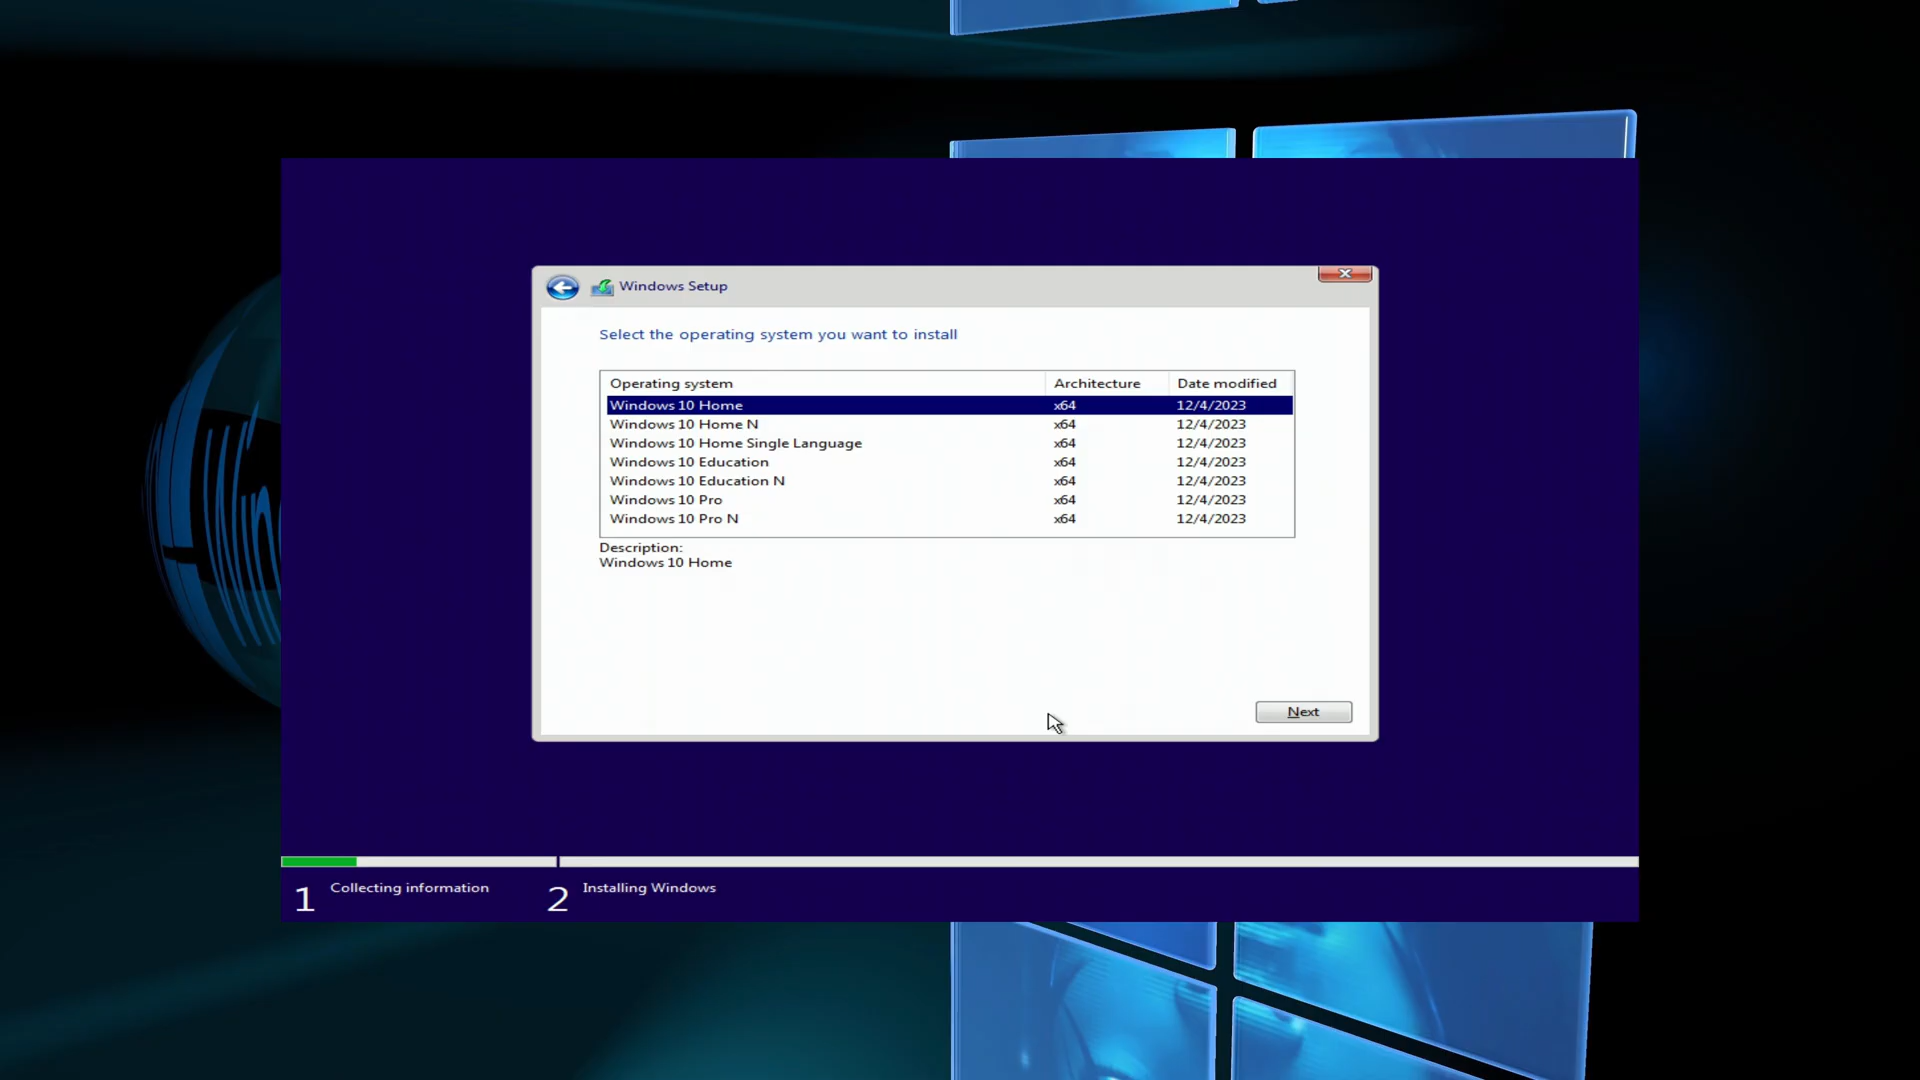 Windows Setup
Select the operating system you want to install
Operating system Architecture Date modified
Windows 10 Home x64 12/4/2023
Windows 10 Home N x64 12/4/2023
Windows 10 Home Single Language x64 12/4/2023
Windows 10 Education x64 12/4/2023
Windows 10 Education N x64 12/4/2023
Windows 10 Pro x64 12/4/2023
Windows 10 Pro N x64 12/4/2023
Description:
Windows 10 Home
Next
1 Collecting information 2 Installing Windows